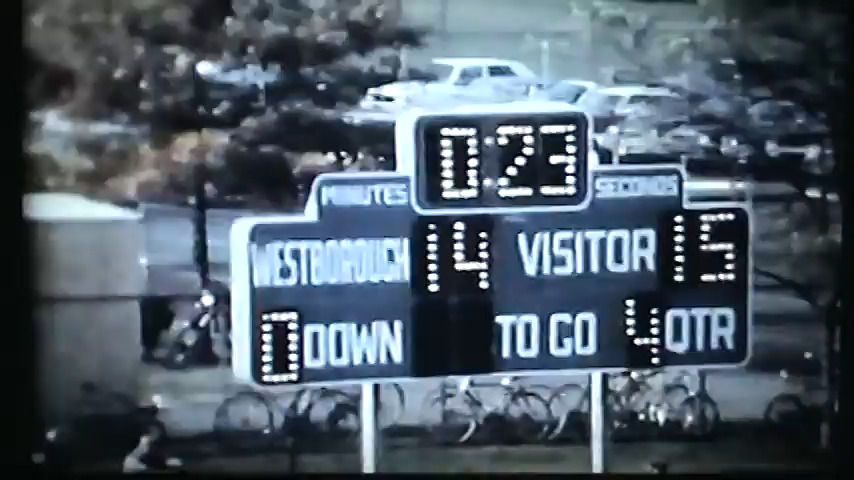 0:23
MINUTES SECONDS
WESTBOROUGH 14 VISITOR 15
0 DOWN TO GO 4 QTR